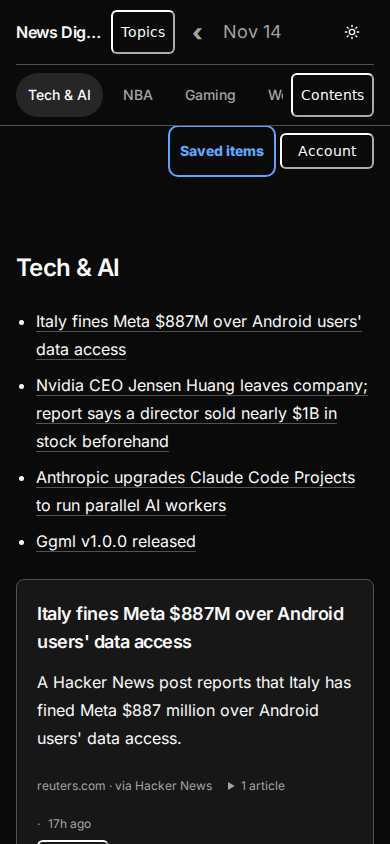 News Dig...
Topics
‹
Nov 14
Tech & AI
NBA
Gaming
Contents
Saved items
Account
Tech & AI
• Italy fines Meta $887M over Android users'
data access
• Nvidia CEO Jensen Huang leaves company;
report says a director sold nearly $1B in
stock beforehand
• Anthropic upgrades Claude Code Projects
to run parallel AI workers
• Ggml v1.0.0 released
Italy fines Meta $887M over Android
users' data access
A Hacker News post reports that Italy has
fined Meta $887 million over Android
users' data access.
reuters.com · via Hacker News ▶ 1 article
· 17h ago